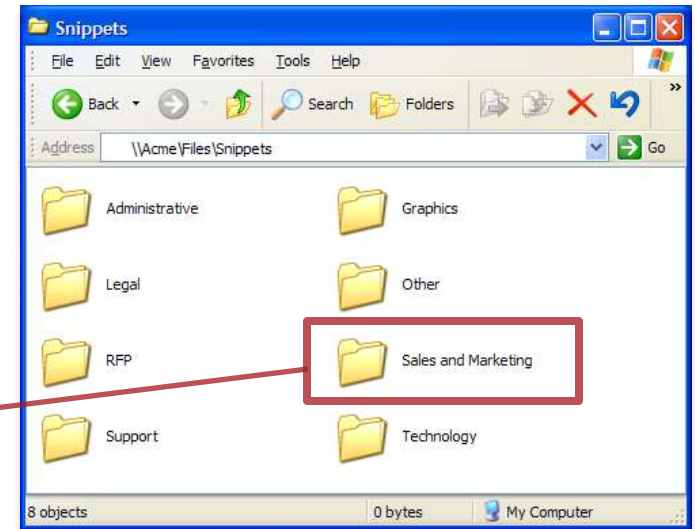 Snippets
File Edit View Favorites Tools Help
Back Search Folders »
Address \\Acme\Files\Snippets Go
Administrative Graphics
Legal Other
RFP Sales and Marketing
Support Technology
8 objects 0 bytes My Computer